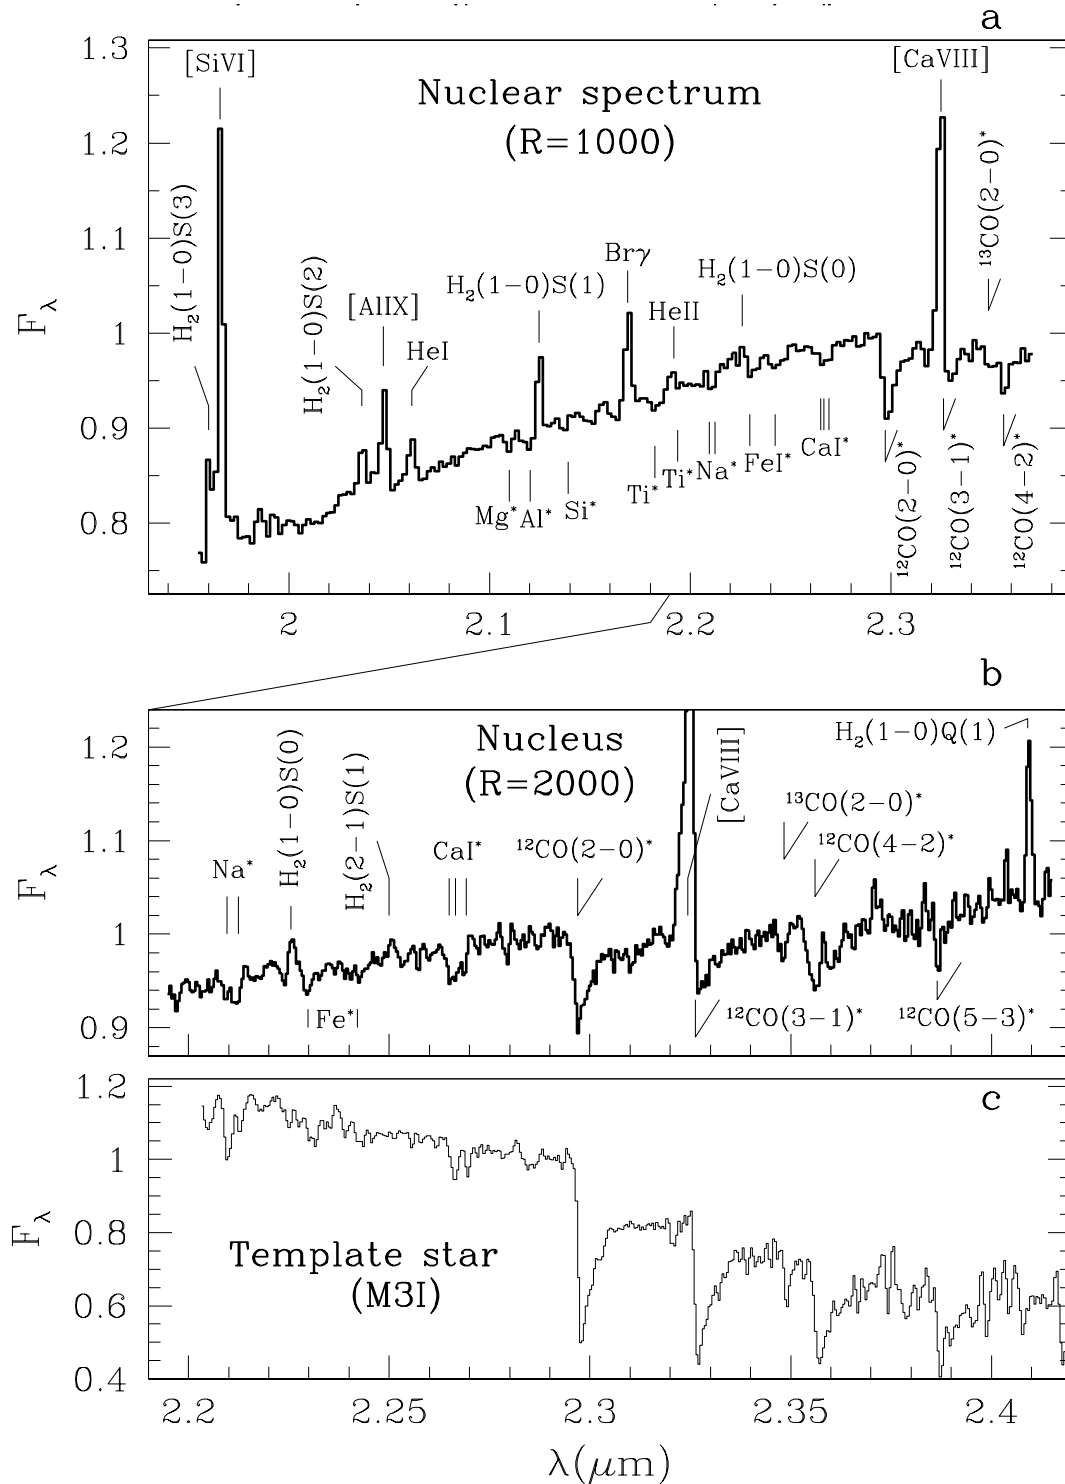 a
1.3
[SiVI]
[CaVIII]
Nuclear spectrum
(R=1000)
1.2
H₂(1−0)S(3)
¹³CO(2−0)*
1.1
H₂(1−0)S(2)
[AlIX]
HeI
H₂(1−0)S(1)
Brγ
HeII
H₂(1−0)S(0)
F_λ
1
0.9
Mg*
Al*
Si*
Ti*
Ti*
Na*
FeI*
CaI*
¹²CO(2−0)*
¹²CO(3−1)*
¹²CO(4−2)*
0.8
2
2.1
2.2
2.3
b
1.2
Nucleus
(R=2000)
[CaVIII]
H₂(1−0)Q(1)
1.1
Na*
H₂(1−0)S(0)
H₂(2−1)S(1)
CaI*
¹²CO(2−0)*
¹³CO(2−0)*
¹²CO(4−2)*
F_λ
1
Fe*
¹²CO(3−1)*
¹²CO(5−3)*
0.9
1.2
c
1
F_λ
0.8
Template star
(M3I)
0.6
0.4
2.2
2.25
2.3
2.35
2.4
λ(μm)